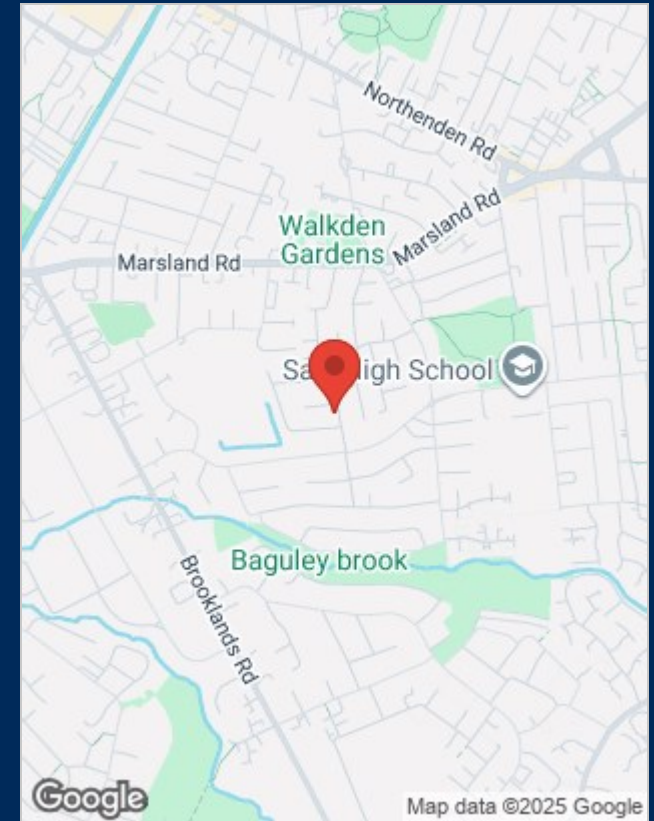 Northenden Rd
Marsland Rd
Walkden
Gardens
Marsland Rd
High School
Baguley brook
Brooklands Rd
Google
Map data ©2025 Google